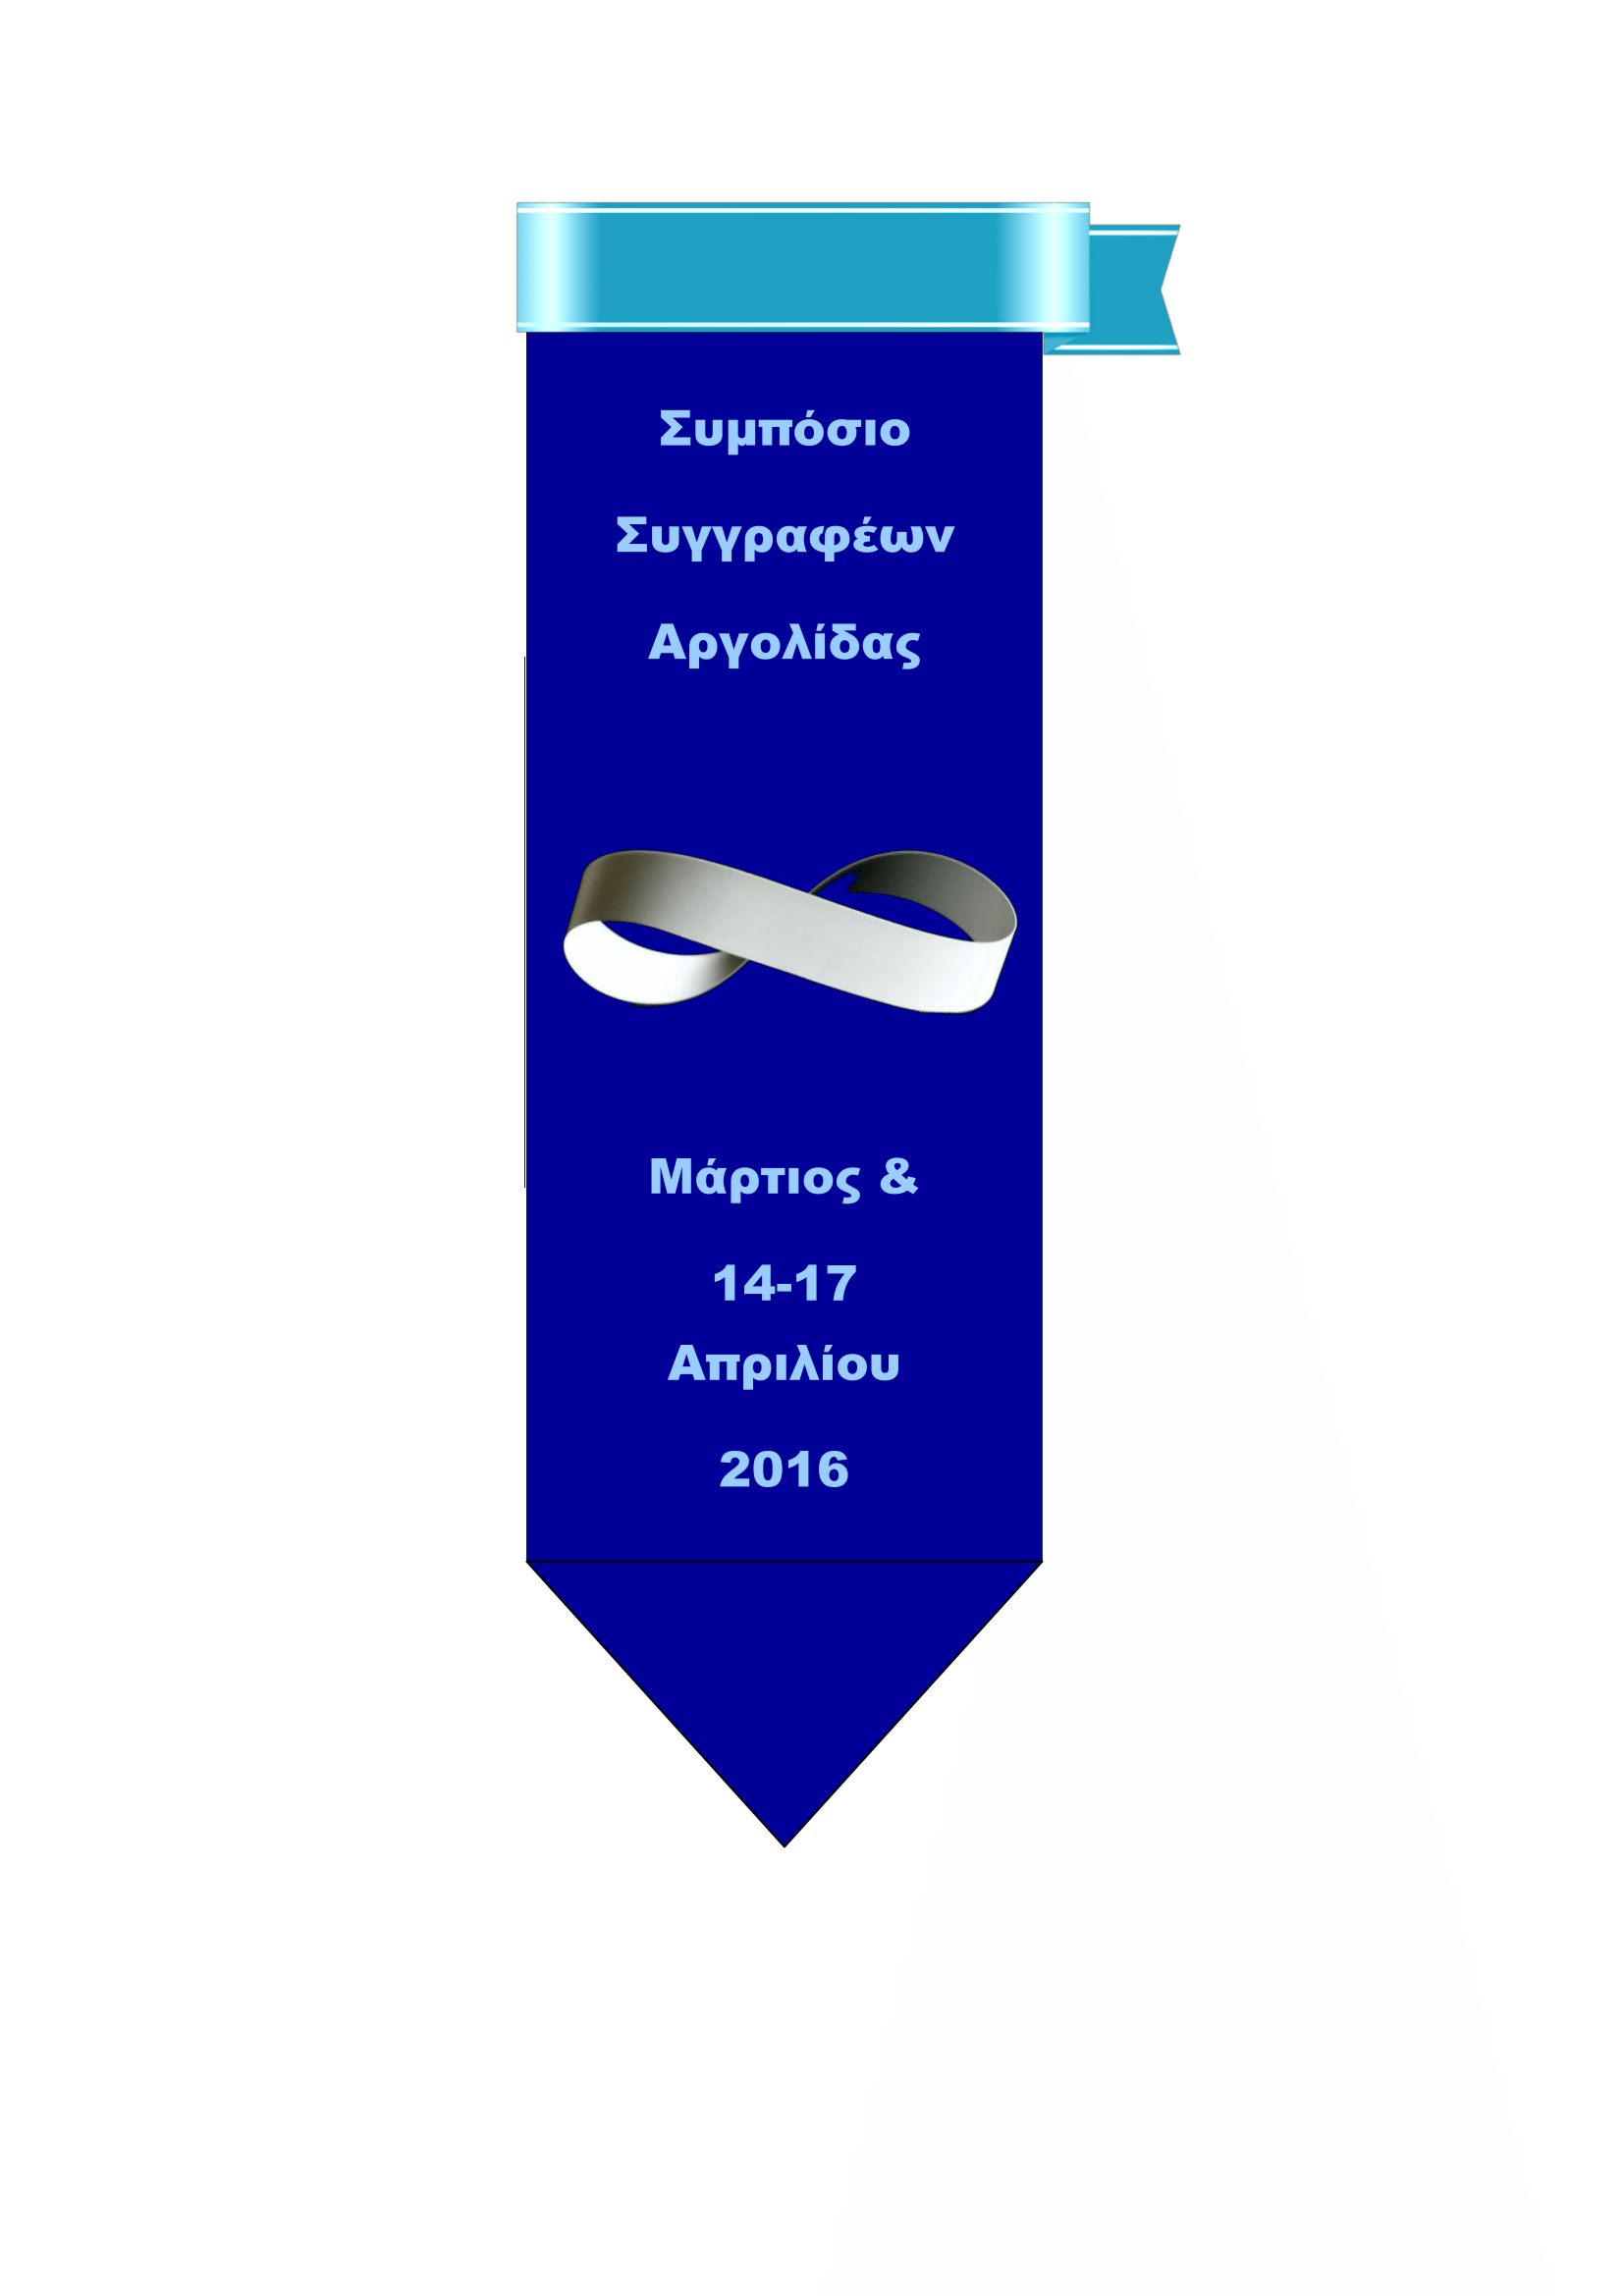 Συμπόσιο
Συγγραφέων
Αργολίδας
Μάρτιος &
14-17
Απριλίου
2016